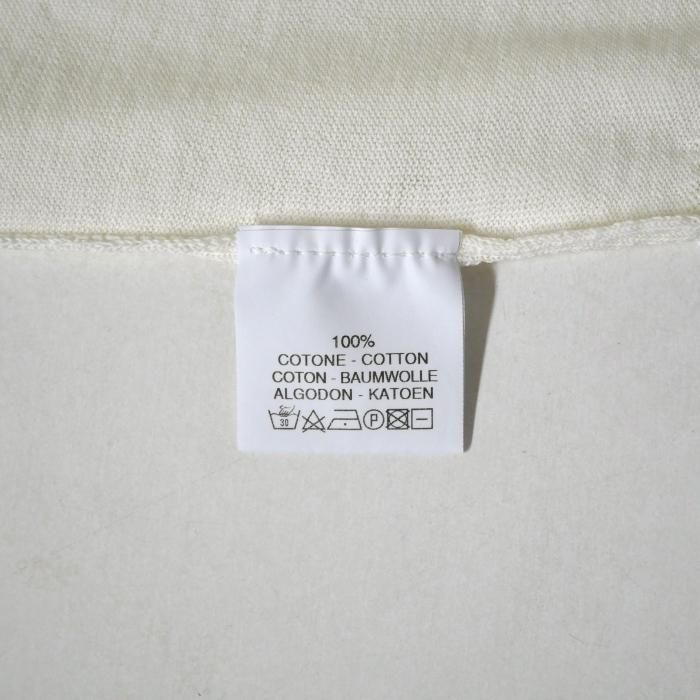 100%
COTONE - COTTON
COTON - BAUMWOLLE
ALGODON - KATOEN
30 P